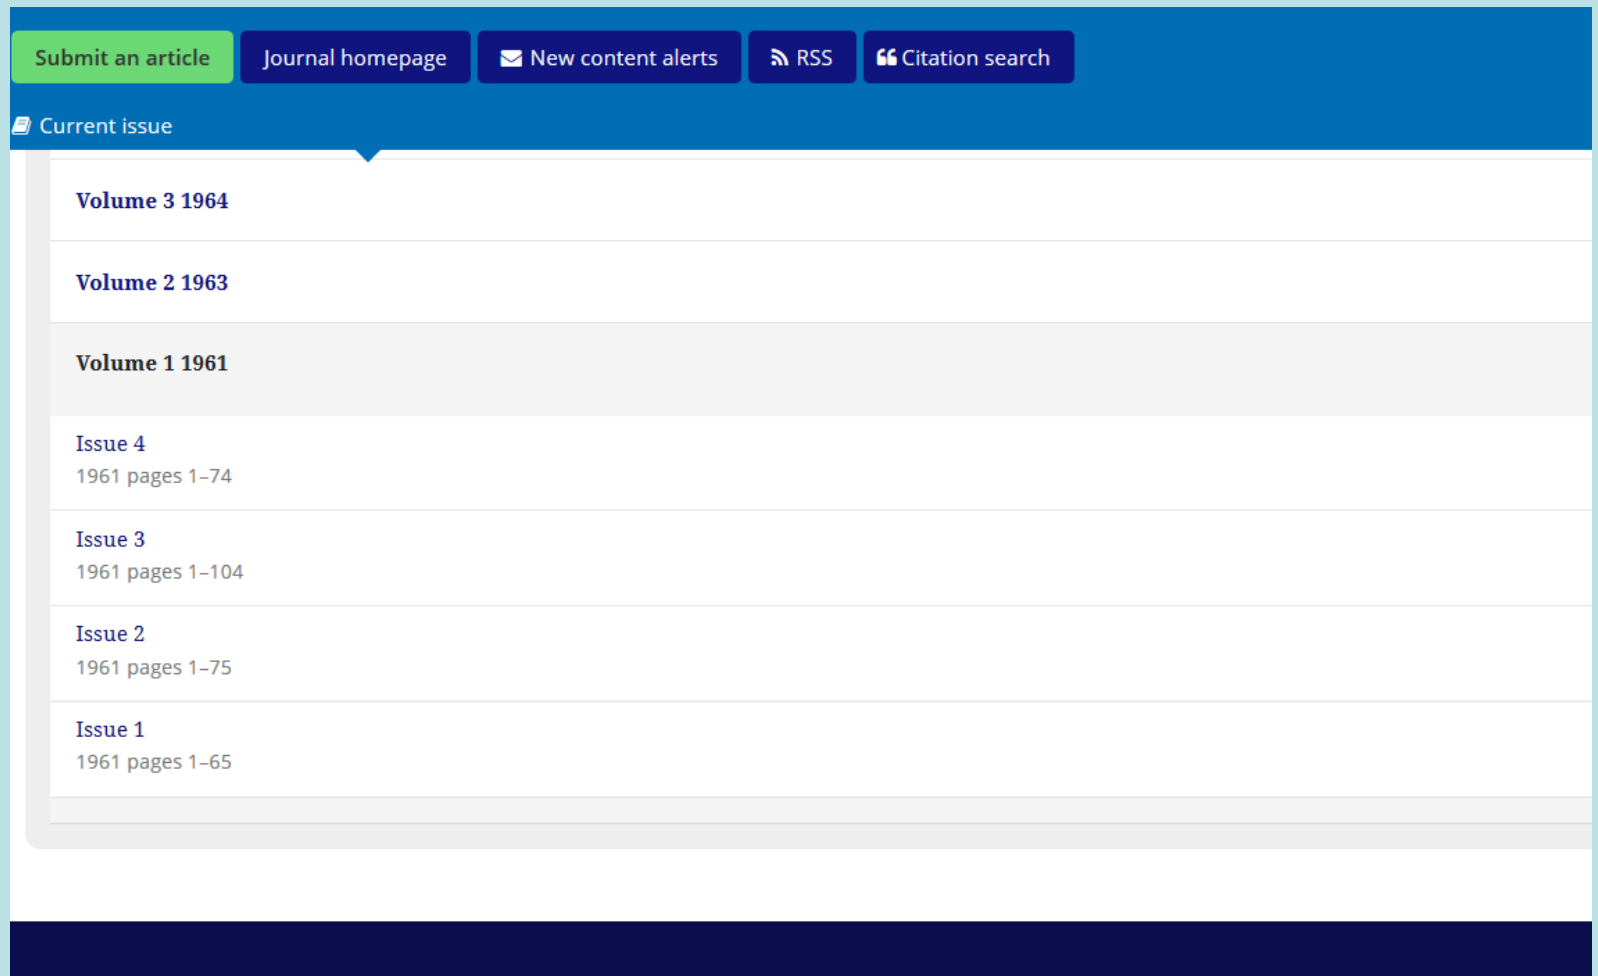 Submit an article
Journal homepage
New content alerts
RSS
Citation search
Current issue
Volume 3 1964
Volume 2 1963
Volume 1 1961
Issue 4
1961 pages 1–74
Issue 3
1961 pages 1–104
Issue 2
1961 pages 1–75
Issue 1
1961 pages 1–65